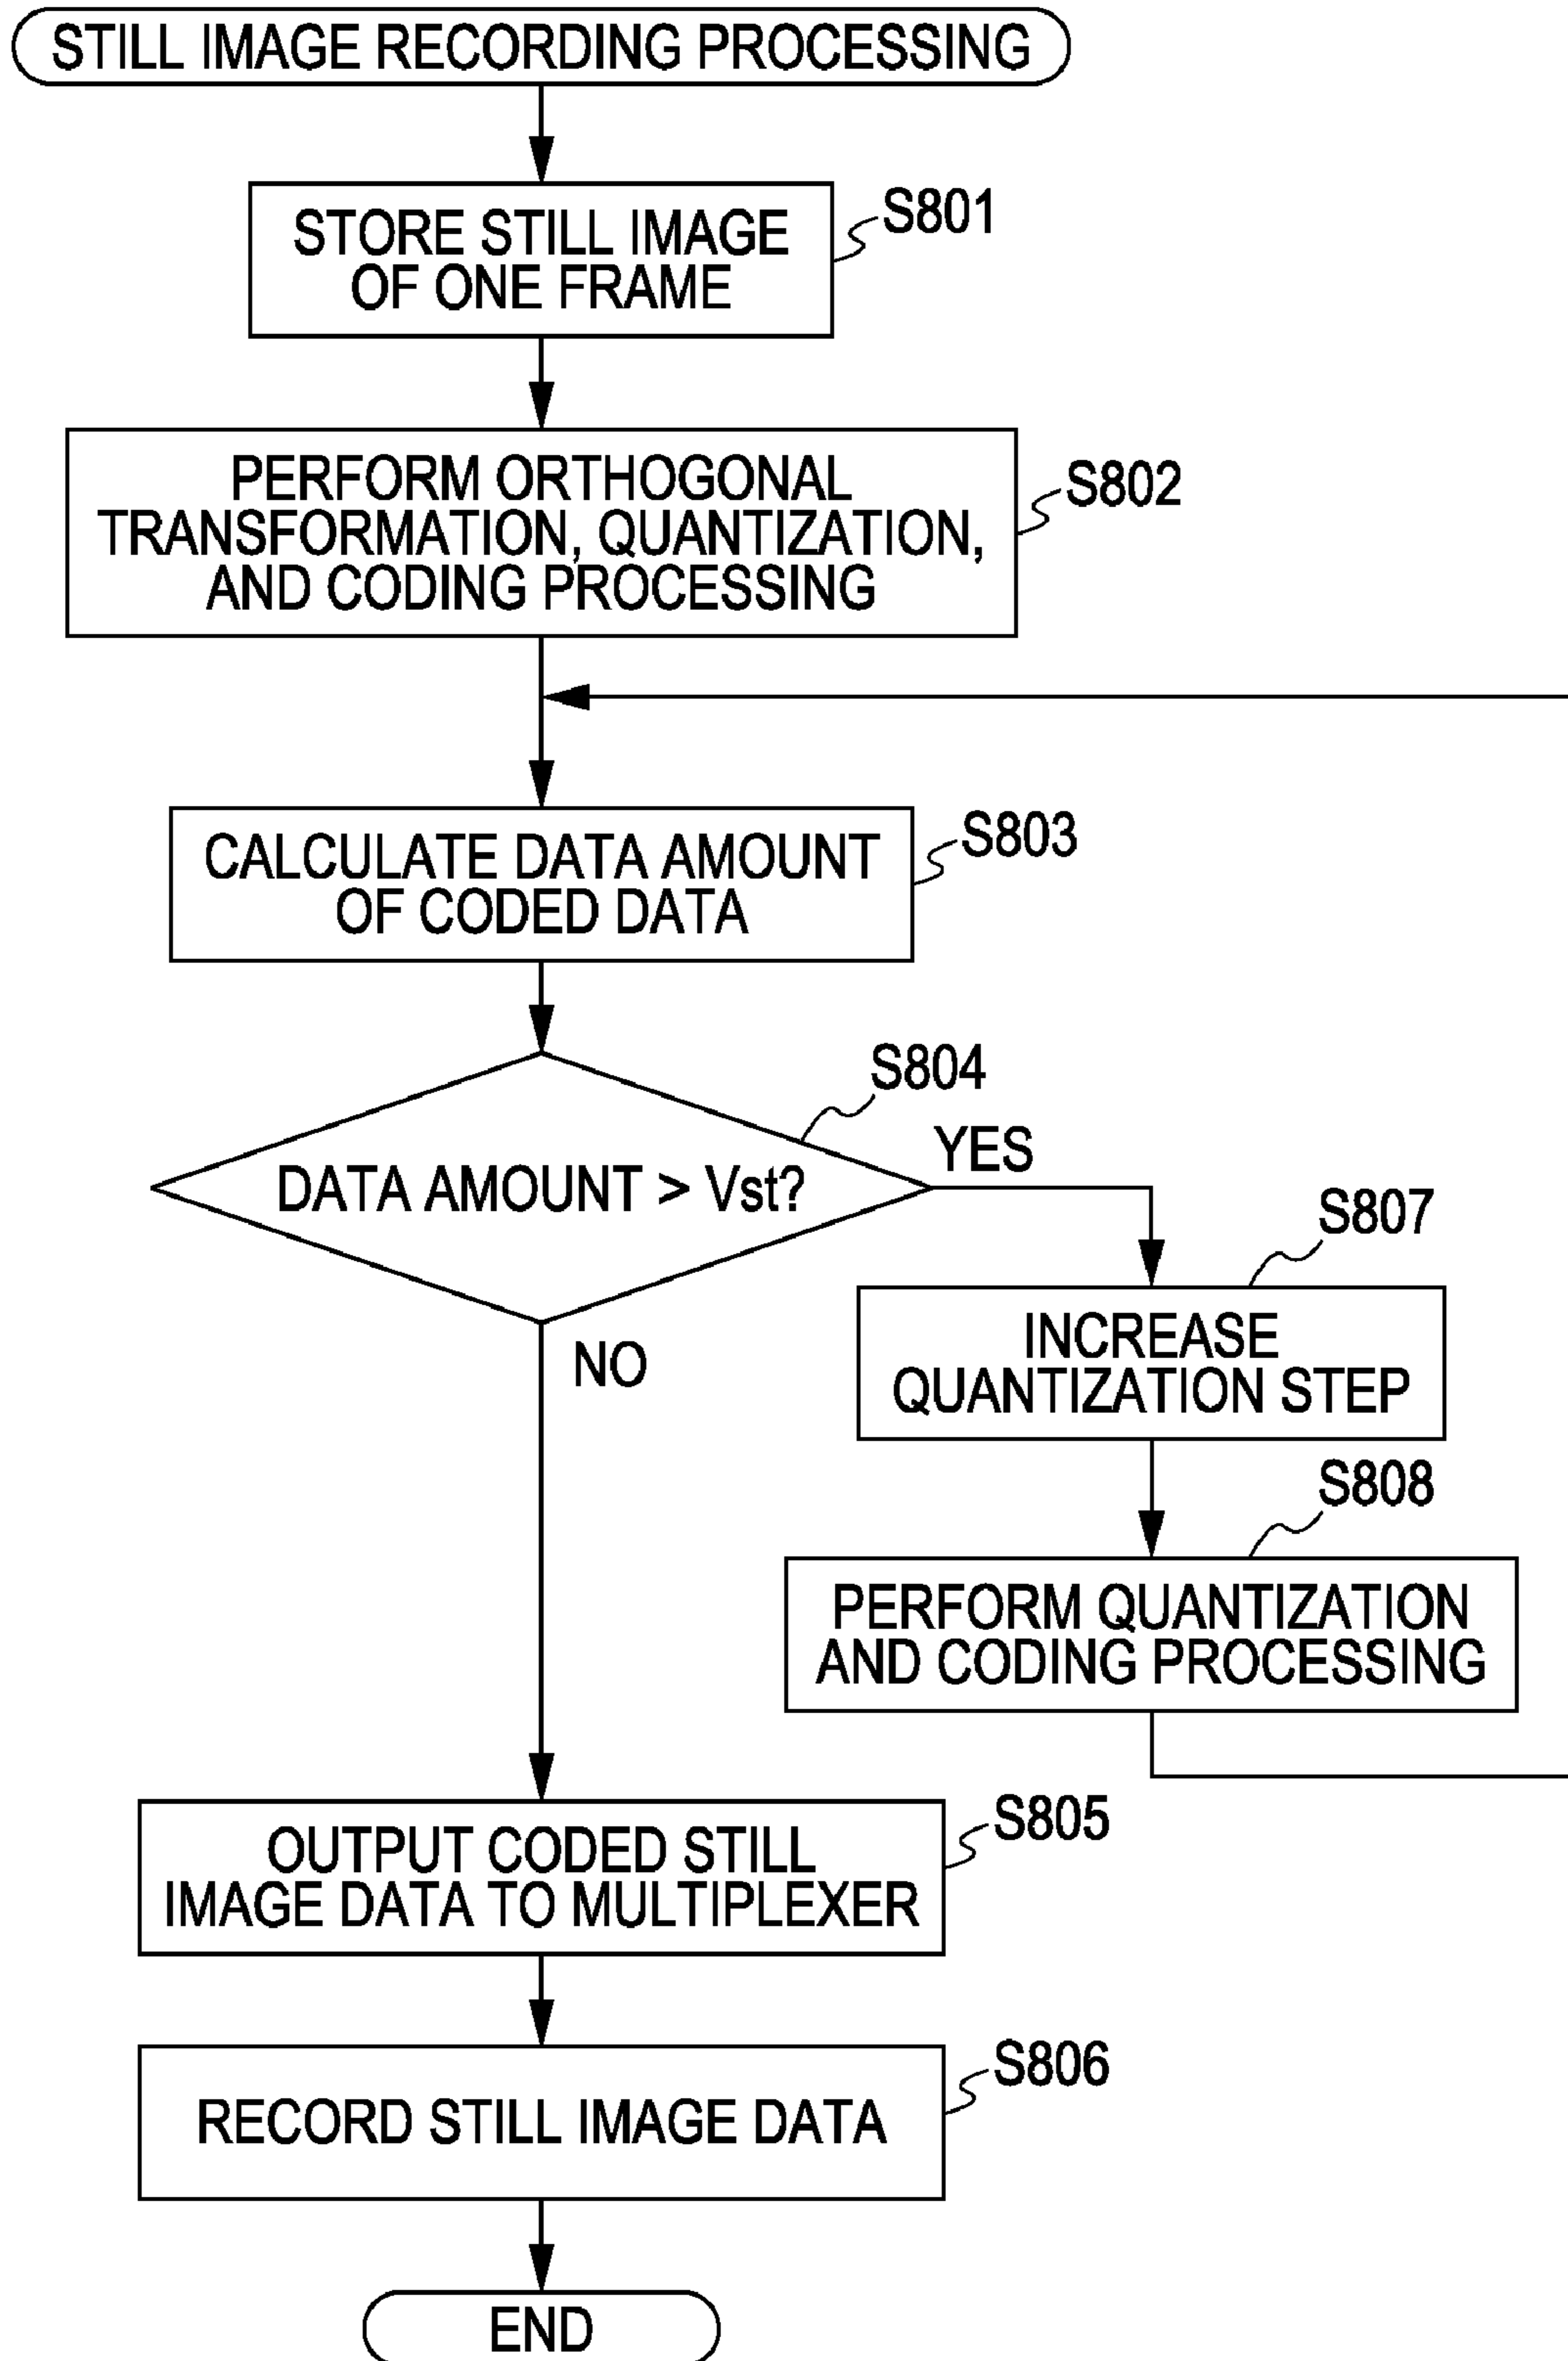 STILL IMAGE RECORDING PROCESSING
S801
STORE STILL IMAGE
OF ONE FRAME
S802
PERFORM ORTHOGONAL
TRANSFORMATION, QUANTIZATION,
AND CODING PROCESSING
S803
CALCULATE DATA AMOUNT
OF CODED DATA
S804
DATA AMOUNT > Vst?
YES
NO
S807
INCREASE
QUANTIZATION STEP
S808
PERFORM QUANTIZATION
AND CODING PROCESSING
S805
OUTPUT CODED STILL
IMAGE DATA TO MULTIPLEXER
S806
RECORD STILL IMAGE DATA
END